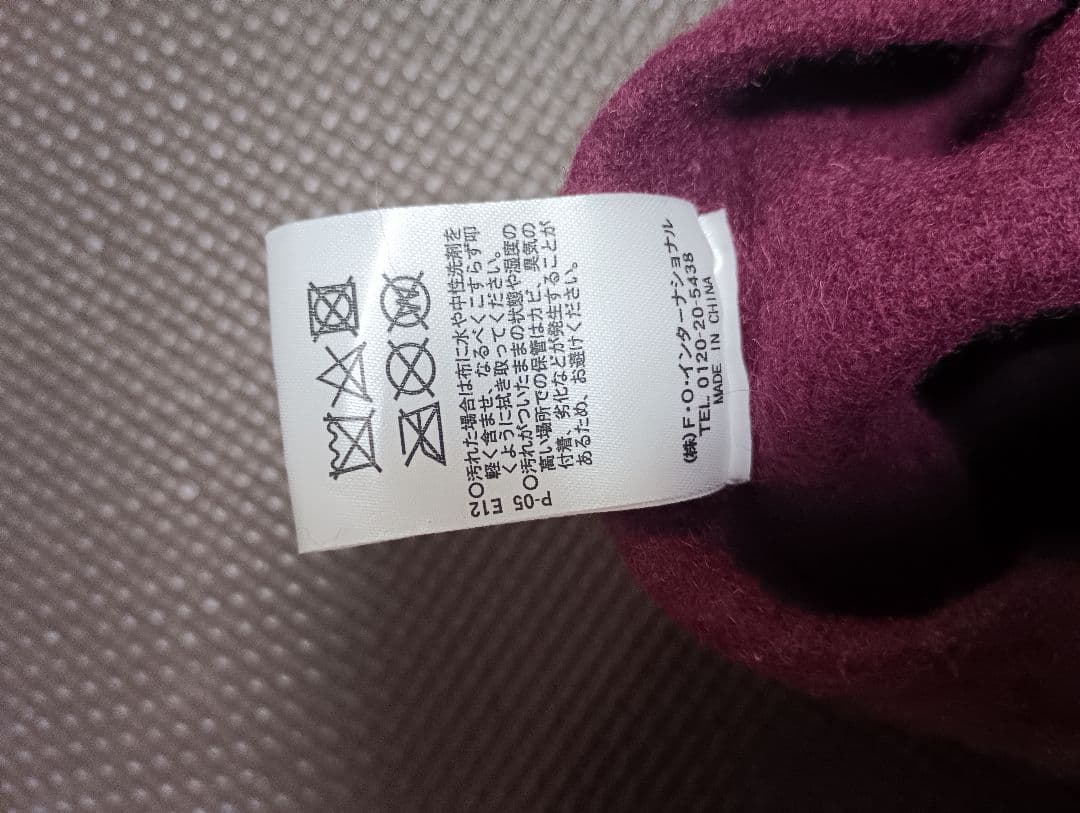 E12○汚れた場合は布に水や中性洗剤を
軽く含ませ、なるべくこすらず叩
くように拭き取ってください。
P-05○汚れがついたままの状態や湿度の
高い場所での保管はカビ、臭気の
付着、劣化などが発生することが
あるため、お避けください。
㈱F・O・インターナショナル
TEL. 0120-20-5438
MADE IN CHINA